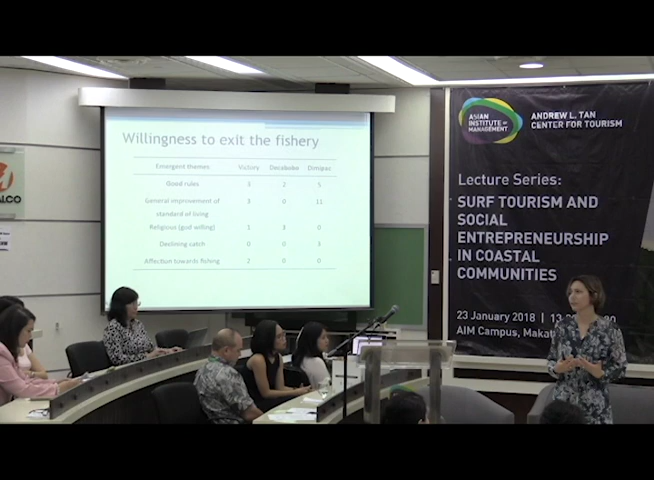 Willingness to exit the fishery
Emergent themes Victory Decaboko Dimipac
Good rules 3 2 5
General improvement of 3 0 11
standard of living
Religious (god willing) 1 3 0
Declining catch 0 0 3
Affection towards fishing 2 0 0
ASIAN
INSTITUTE OF
MANAGEMENT
ANDREW L. TAN
CENTER FOR TOURISM
Lecture Series:
SURF TOURISM AND
SOCIAL
ENTREPRENEURSHIP
IN COASTAL
COMMUNITIES
23 January 2018 |
AIM Campus,
ALCO